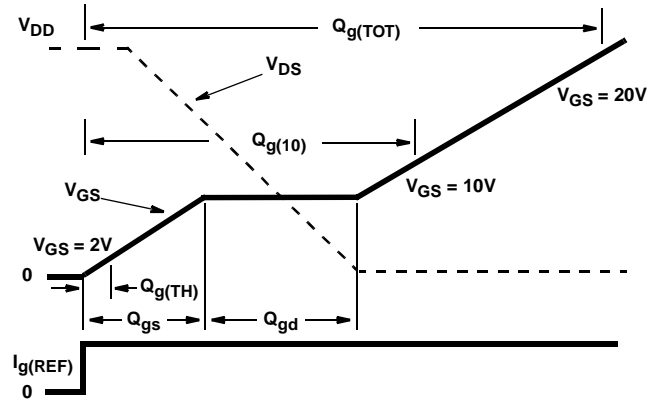 V_DD
Q_g(TOT)
V_DS
V_GS = 20V
Q_g(10)
V_GS
V_GS = 10V
V_GS = 2V
0
Q_g(TH)
Q_gs
Q_gd
I_g(REF)
0